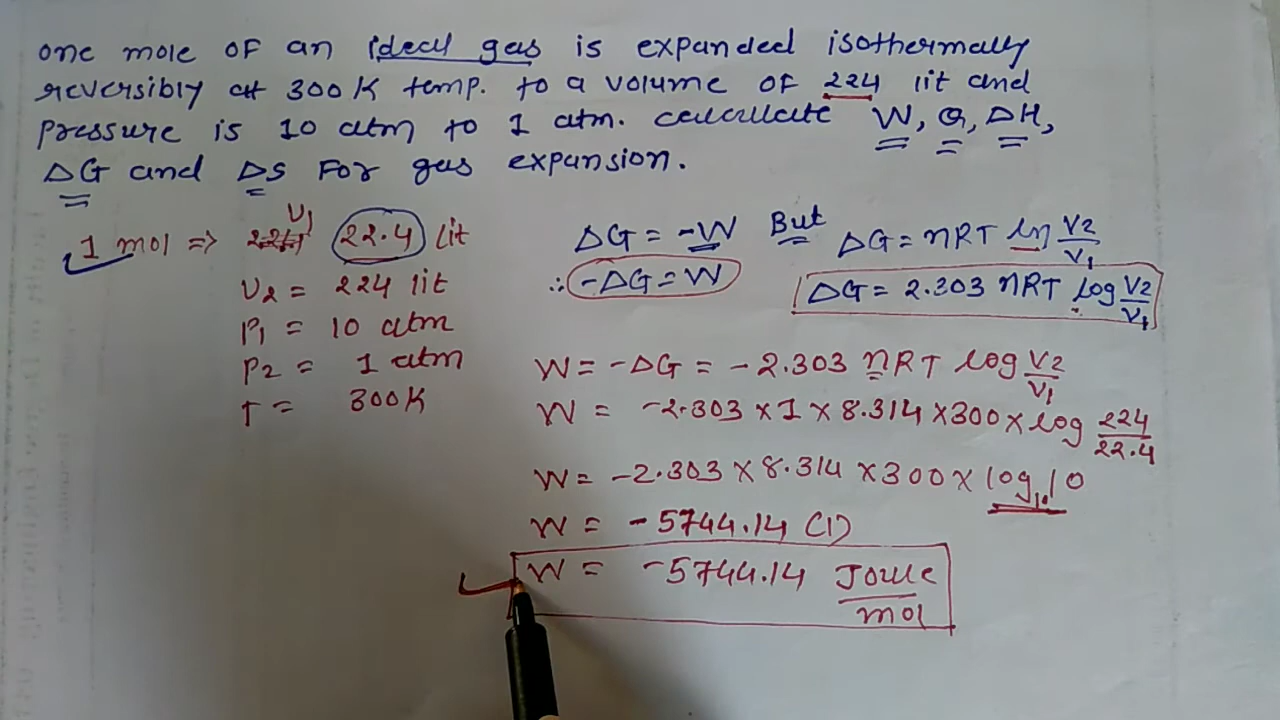 one mole of an ideal gas is expanded isothermally
reversibly at 300K temp. to a volume of 224 lit and
pressure is 10 atm to 1 atm. calculate W, Q, ΔH,
ΔG and ΔS For gas expansion.
V1
1 mol => 22.4 lit
V2 = 224 lit
P1 = 10 atm
P2 = 1 atm
T = 300K
ΔG = -W But ΔG = nRT ln V2/V1
∴ -ΔG = W ΔG = 2.303 nRT log V2/V1
W = -ΔG = -2.303 nRT log V2/V1
W = -2.303 x 1 x 8.314 x 300 x log 224/22.4
W = -2.303 x 8.314 x 300 x log10 10
W = -5744.14 (1)
W = -5744.14 Joule/mol